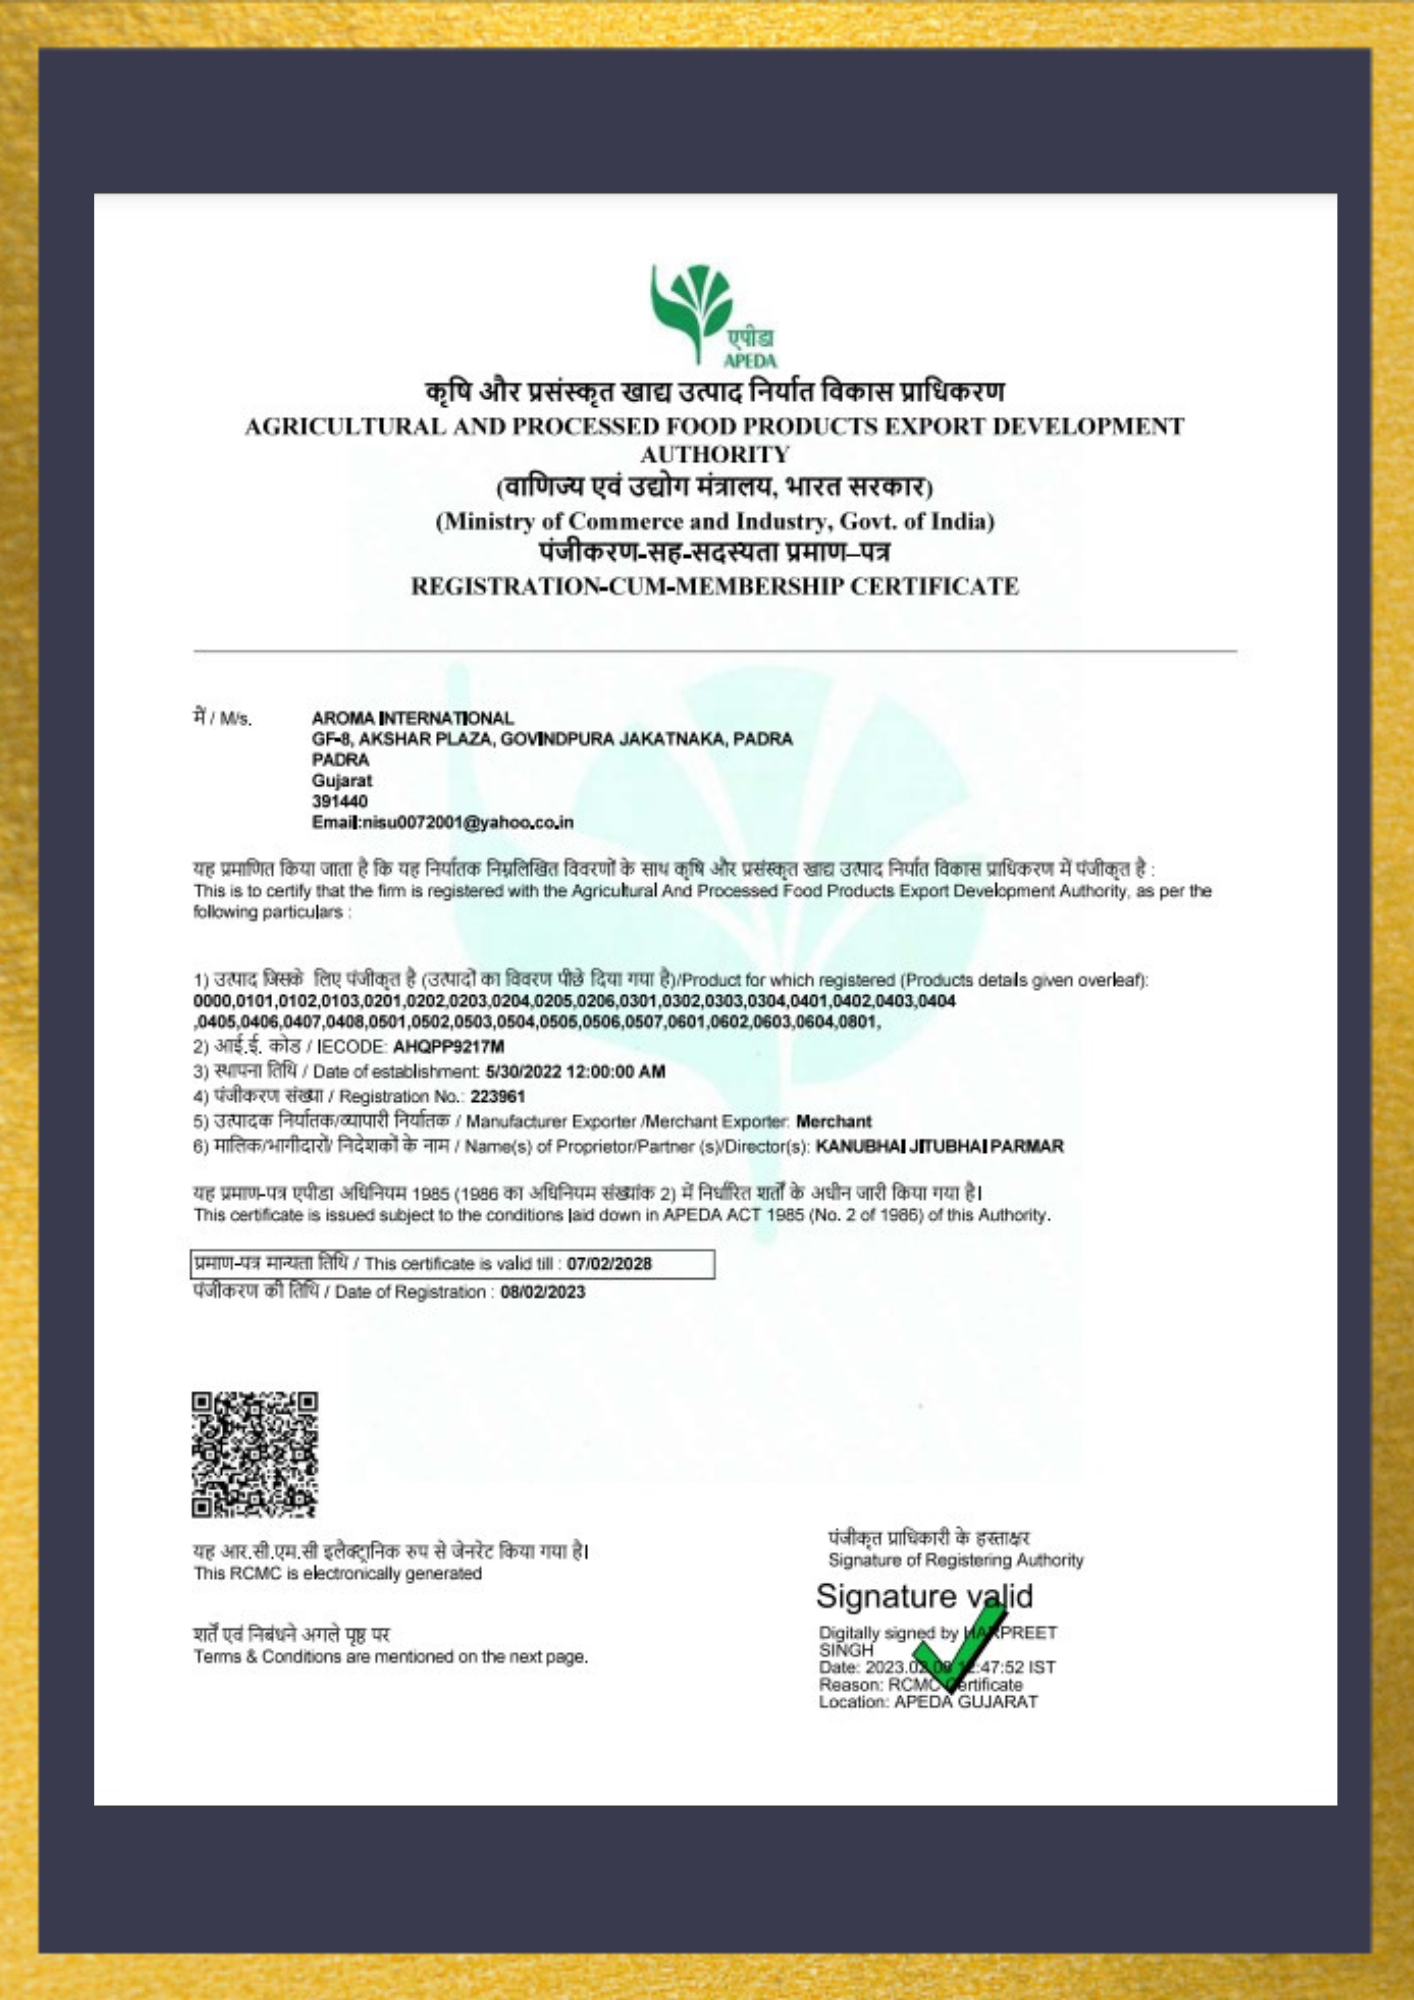 एपीडा
APEDA
कृषि और प्रसंस्कृत खाद्य उत्पाद निर्यात विकास प्राधिकरण
AGRICULTURAL AND PROCESSED FOOD PRODUCTS EXPORT DEVELOPMENT
AUTHORITY
(वाणिज्य एवं उद्योग मंत्रालय, भारत सरकार)
(Ministry of Commerce and Industry, Govt. of India)
पंजीकरण-सह-सदस्यता प्रमाण–पत्र
REGISTRATION-CUM-MEMBERSHIP CERTIFICATE
में / M/s. AROMA INTERNATIONAL
GF-8, AKSHAR PLAZA, GOVINDPURA JAKATNAKA, PADRA
PADRA
Gujarat
391440
Email:nisu0072001@yahoo.co.in
यह प्रमाणित किया जाता है कि यह निर्यातक निम्नलिखित विवरणों के साथ कृषि और प्रसंस्कृत खाद्य उत्पाद निर्यात विकास प्राधिकरण में पंजीकृत है :
This is to certify that the firm is registered with the Agricultural And Processed Food Products Export Development Authority, as per the
following particulars :
1) उत्पाद जिसके लिए पंजीकृत है (उत्पादों का विवरण पीछे दिया गया है)/Product for which registered (Products details given overleaf):
0000,0101,0102,0103,0201,0202,0203,0204,0205,0206,0301,0302,0303,0304,0401,0402,0403,0404
,0405,0406,0407,0408,0501,0502,0503,0504,0505,0506,0507,0601,0602,0603,0604,0801,
2) आई.ई. कोड / IECODE: AHQPP9217M
3) स्थापना तिथि / Date of establishment: 5/30/2022 12:00:00 AM
4) पंजीकरण संख्या / Registration No.: 223961
5) उत्पादक निर्यातक/व्यापारी निर्यातक / Manufacturer Exporter /Merchant Exporter: Merchant
6) मालिक/भागीदारों/ निदेशकों के नाम / Name(s) of Proprietor/Partner (s)/Director(s): KANUBHAI JITUBHAI PARMAR
यह प्रमाण-पत्र एपीडा अधिनियम 1985 (1986 का अधिनियम संख्यांक 2) में निर्धारित शर्तों के अधीन जारी किया गया है।
This certificate is issued subject to the conditions laid down in APEDA ACT 1985 (No. 2 of 1986) of this Authority.
प्रमाण-पत्र मान्यता तिथि / This certificate is valid till : 07/02/2028
पंजीकरण की तिथि / Date of Registration : 08/02/2023
यह आर.सी.एम.सी इलैक्ट्रानिक रुप से जेनरेट किया गया है।
This RCMC is electronically generated
शर्तें एवं निबंधने अगले पृष्ठ पर
Terms & Conditions are mentioned on the next page.
पंजीकृत प्राधिकारी के हस्ताक्षर
Signature of Registering Authority
Signature valid
Digitally signed by HARPREET
SINGH
Date: 2023.02.08 12:47:52 IST
Reason: RCMC Certificate
Location: APEDA GUJARAT